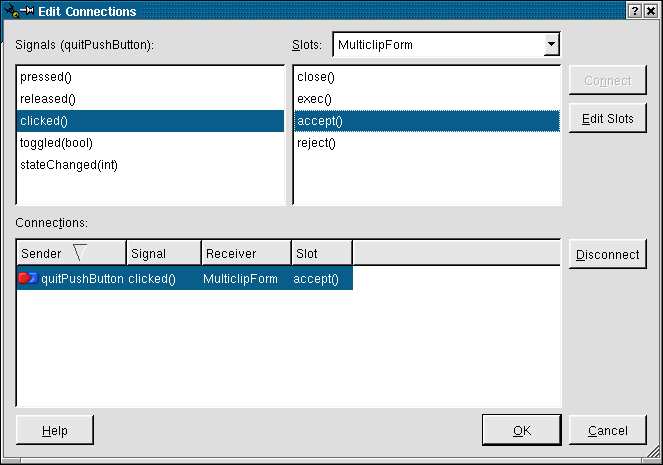 Edit Connections
Signals (quitPushButton):
Slots: MulticlipForm
pressed()
released()
clicked()
toggled(bool)
stateChanged(int)
close()
exec()
accept()
reject()
Connect
Edit Slots
Connections:
Sender Signal Receiver Slot
quitPushButton clicked() MulticlipForm accept()
Disconnect
Help OK Cancel